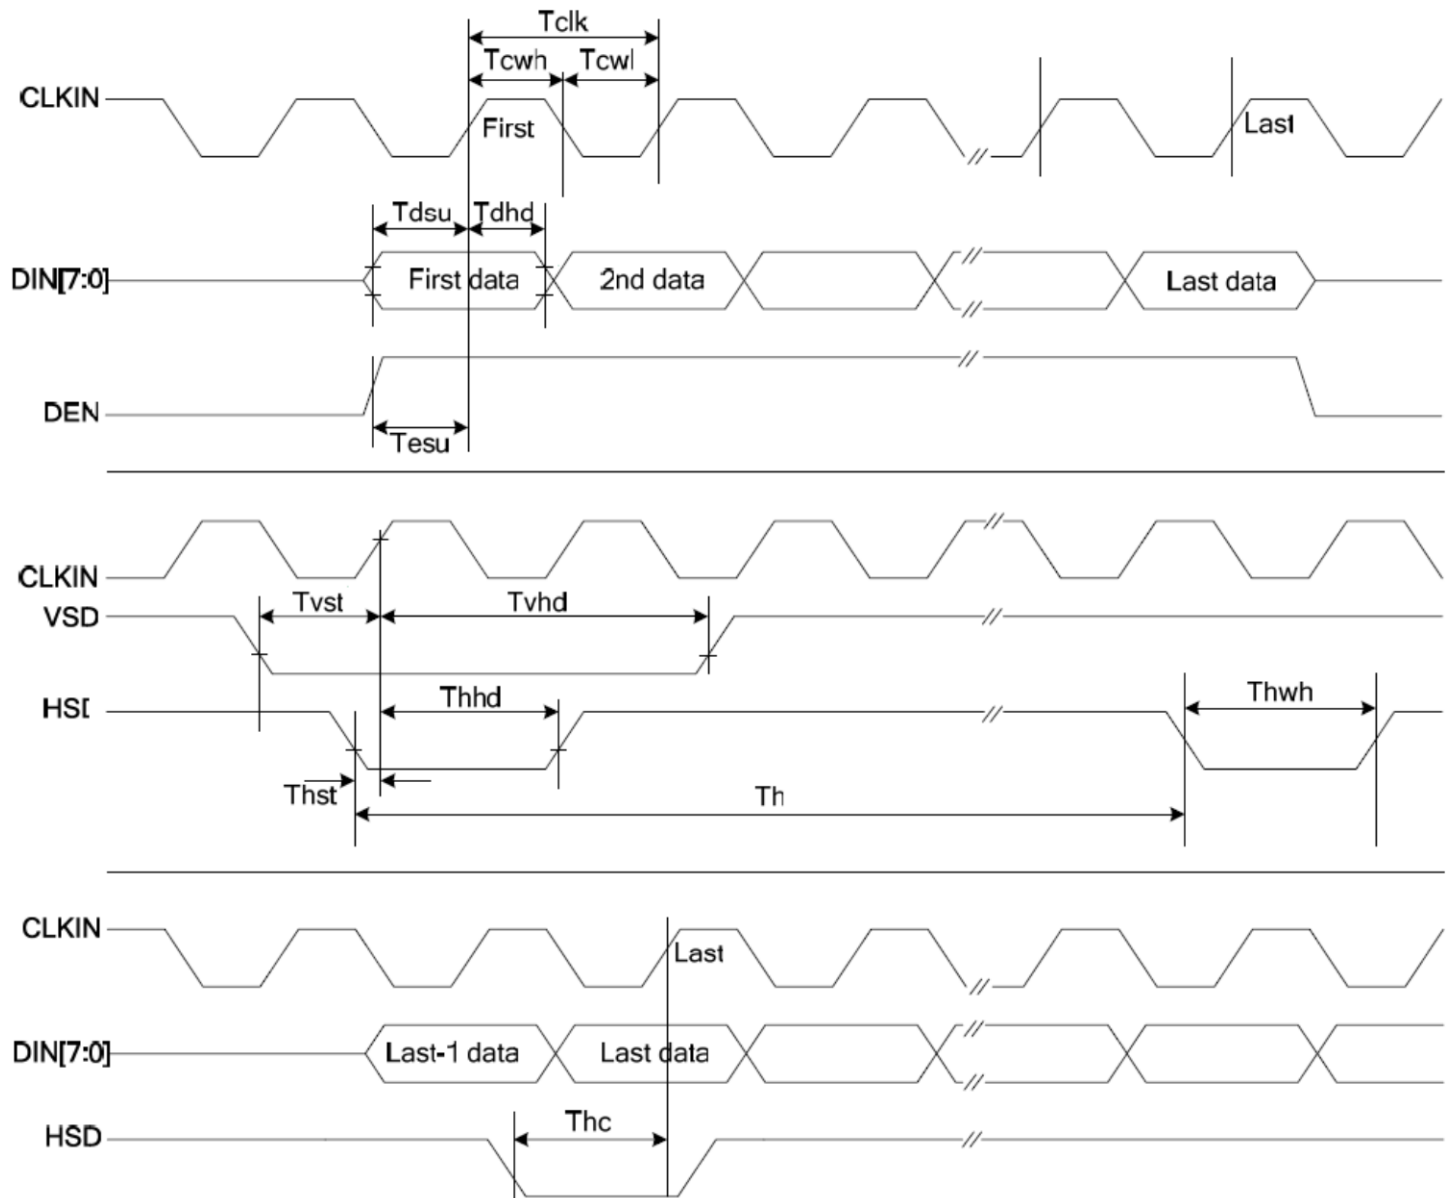 Tclk
Tcwh Tcwl
CLKIN
First
Last
Tdsu Tdhd
DIN[7:0]
First data
2nd data
Last data
DEN
Tesu
CLKIN
Tvst
Tvhd
VSD
Thhd
Thwh
HSI
Thst
Th
CLKIN
Last
DIN[7:0]
Last-1 data
Last data
Thc
HSD